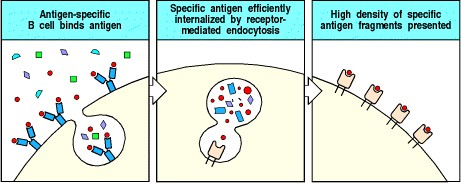 Antigen-specific
B cell binds antigen
Specific antigen efficiently
internalized by receptor-
mediated endocytosis
High density of specific
antigen fragments presented